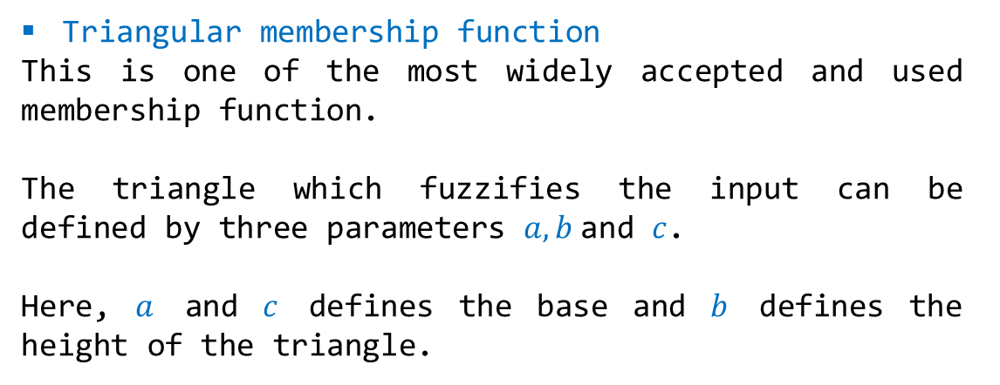 ▪ Triangular membership function
This is one of the most widely accepted and used
membership function.
The triangle which fuzzifies the input can be
defined by three parameters a, b and c.
Here, a and c defines the base and b defines the
height of the triangle.